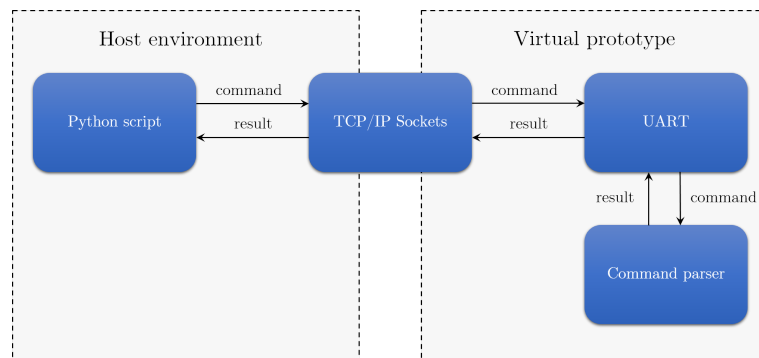 Host environment
Virtual prototype
Python script
command
result
TCP/IP Sockets
command
result
UART
result
command
Command parser